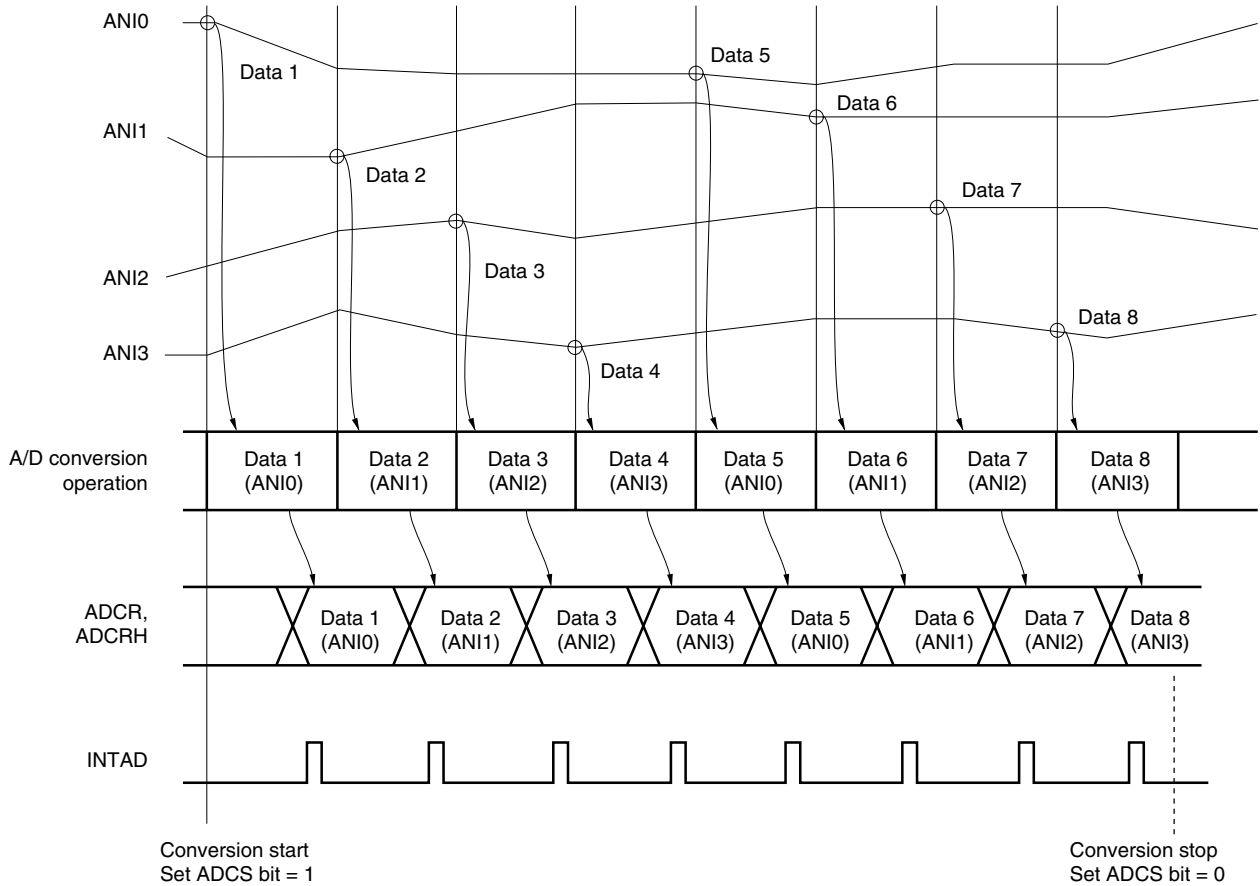 ANI0
Data 1
Data 5
Data 6
ANI1
Data 2
Data 7
ANI2
Data 3
Data 8
ANI3
Data 4
A/D conversion
operation
Data 1
(ANI0)
Data 2
(ANI1)
Data 3
(ANI2)
Data 4
(ANI3)
Data 5
(ANI0)
Data 6
(ANI1)
Data 7
(ANI2)
Data 8
(ANI3)
ADCR,
ADCRH
Data 1
(ANI0)
Data 2
(ANI1)
Data 3
(ANI2)
Data 4
(ANI3)
Data 5
(ANI0)
Data 6
(ANI1)
Data 7
(ANI2)
Data 8
(ANI3)
INTAD
Conversion start
Set ADCS bit = 1
Conversion stop
Set ADCS bit = 0